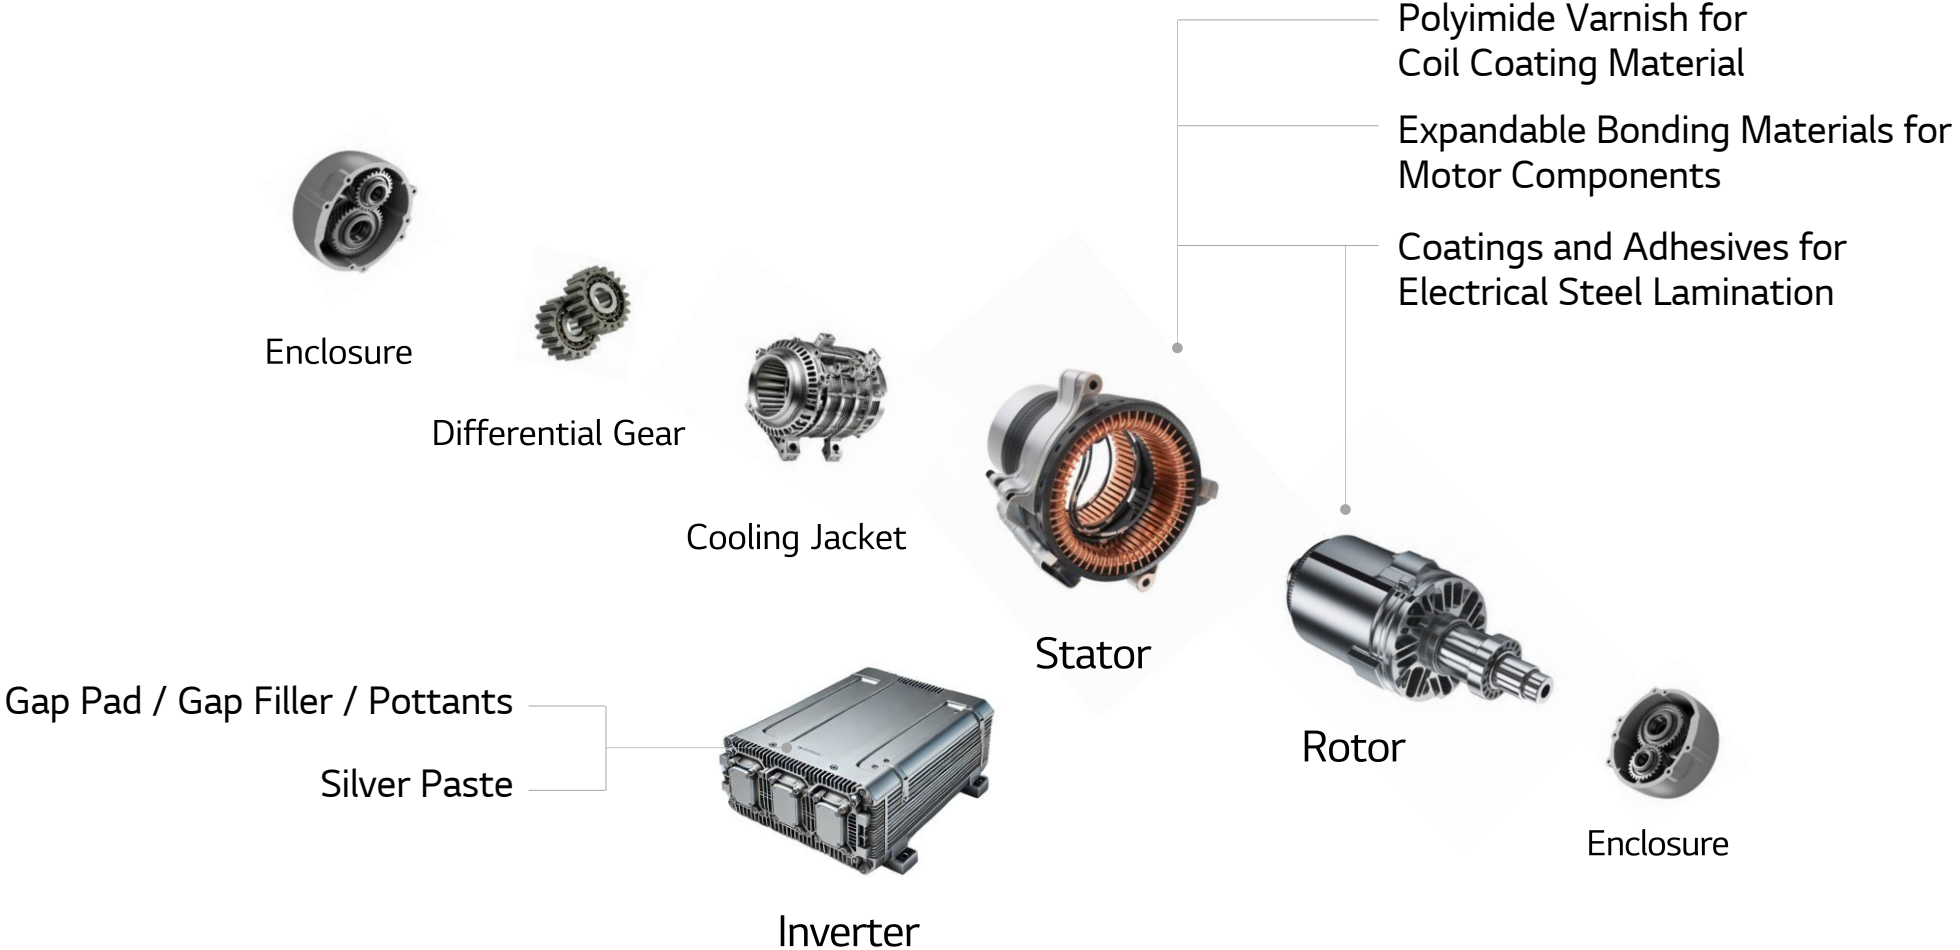 Polyimide Varnish for
Coil Coating Material
Expandable Bonding Materials for
Motor Components
Coatings and Adhesives for
Electrical Steel Lamination
Enclosure
Differential Gear
Cooling Jacket
Stator
Rotor
Enclosure
Gap Pad / Gap Filler / Pottants
Silver Paste
Inverter